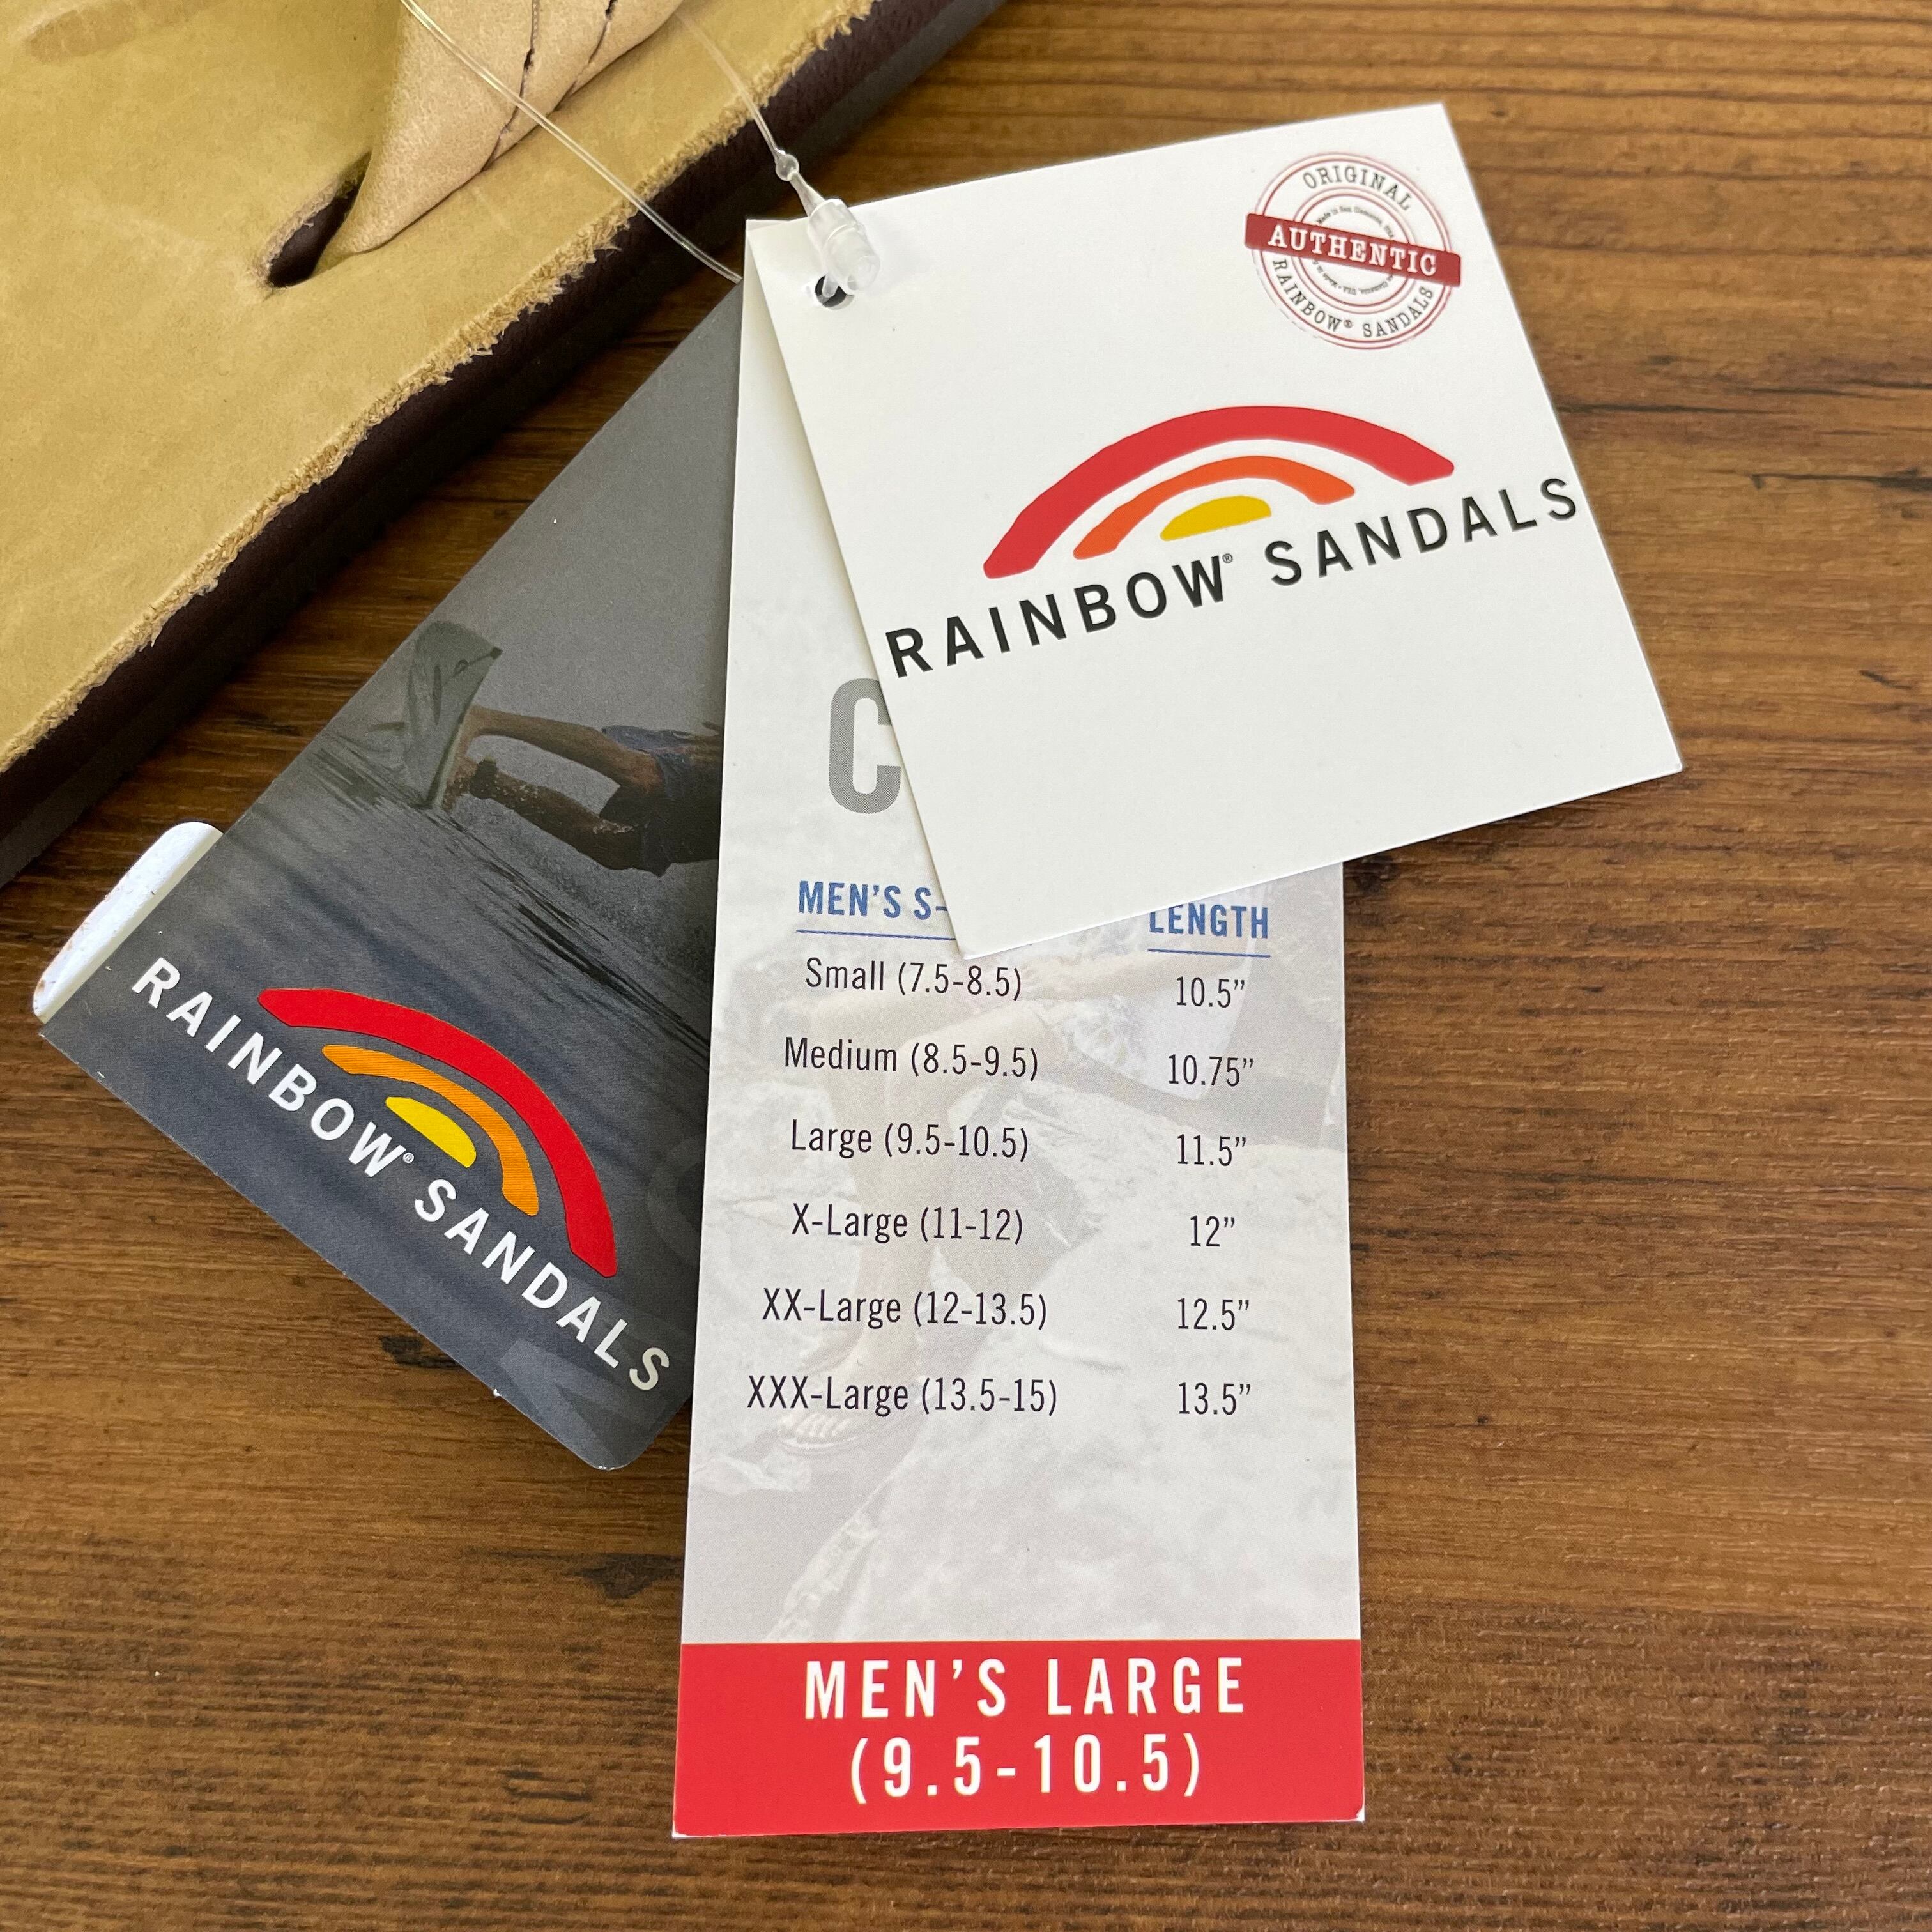 ORIGINAL
AUTHENTIC
RAINBOW® SANDALS
RAINBOW® SANDALS
C
MEN'S S-
LENGTH
Small (7.5-8.5) 10.5”
Medium (8.5-9.5) 10.75”
Large (9.5-10.5) 11.5”
X-Large (11-12) 12”
XX-Large (12-13.5) 12.5”
XXX-Large (13.5-15) 13.5”
MEN'S LARGE
(9.5-10.5)
RAINBOW® SANDALS